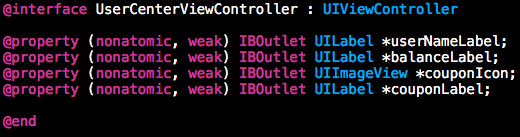 @interface UserCenterViewController : UIViewController
@property (nonatomic, weak) IBOutlet UILabel *userNameLabel;
@property (nonatomic, weak) IBOutlet UILabel *balanceLabel;
@property (nonatomic, weak) IBOutlet UIImageView *couponIcon;
@property (nonatomic, weak) IBOutlet UILabel *couponLabel;
@end